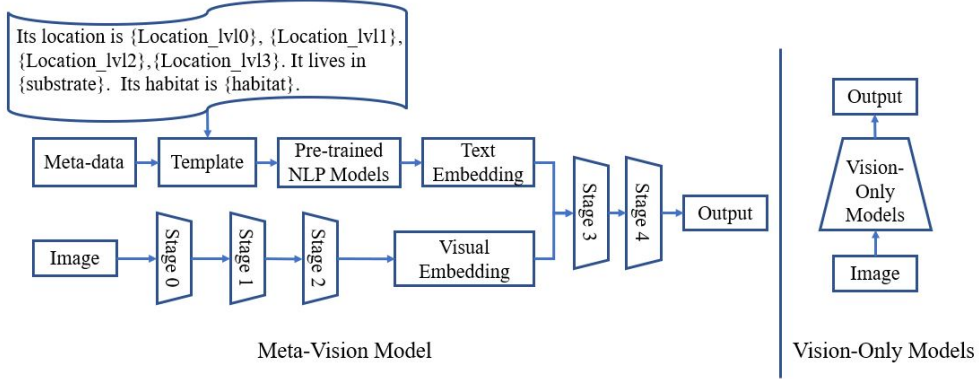 Its location is {Location_lvl0}, {Location_lvl1},
{Location_lvl2},{Location_lvl3}. It lives in
{substrate}. Its habitat is {habitat}.
Meta-data
Template
Pre-trained
NLP Models
Text
Embedding
Image
Stage 0
Stage 1
Stage 2
Visual
Embedding
Stage 3
Stage 4
Output
Meta-Vision Model
Output
Vision-
Only
Models
Image
Vision-Only Models